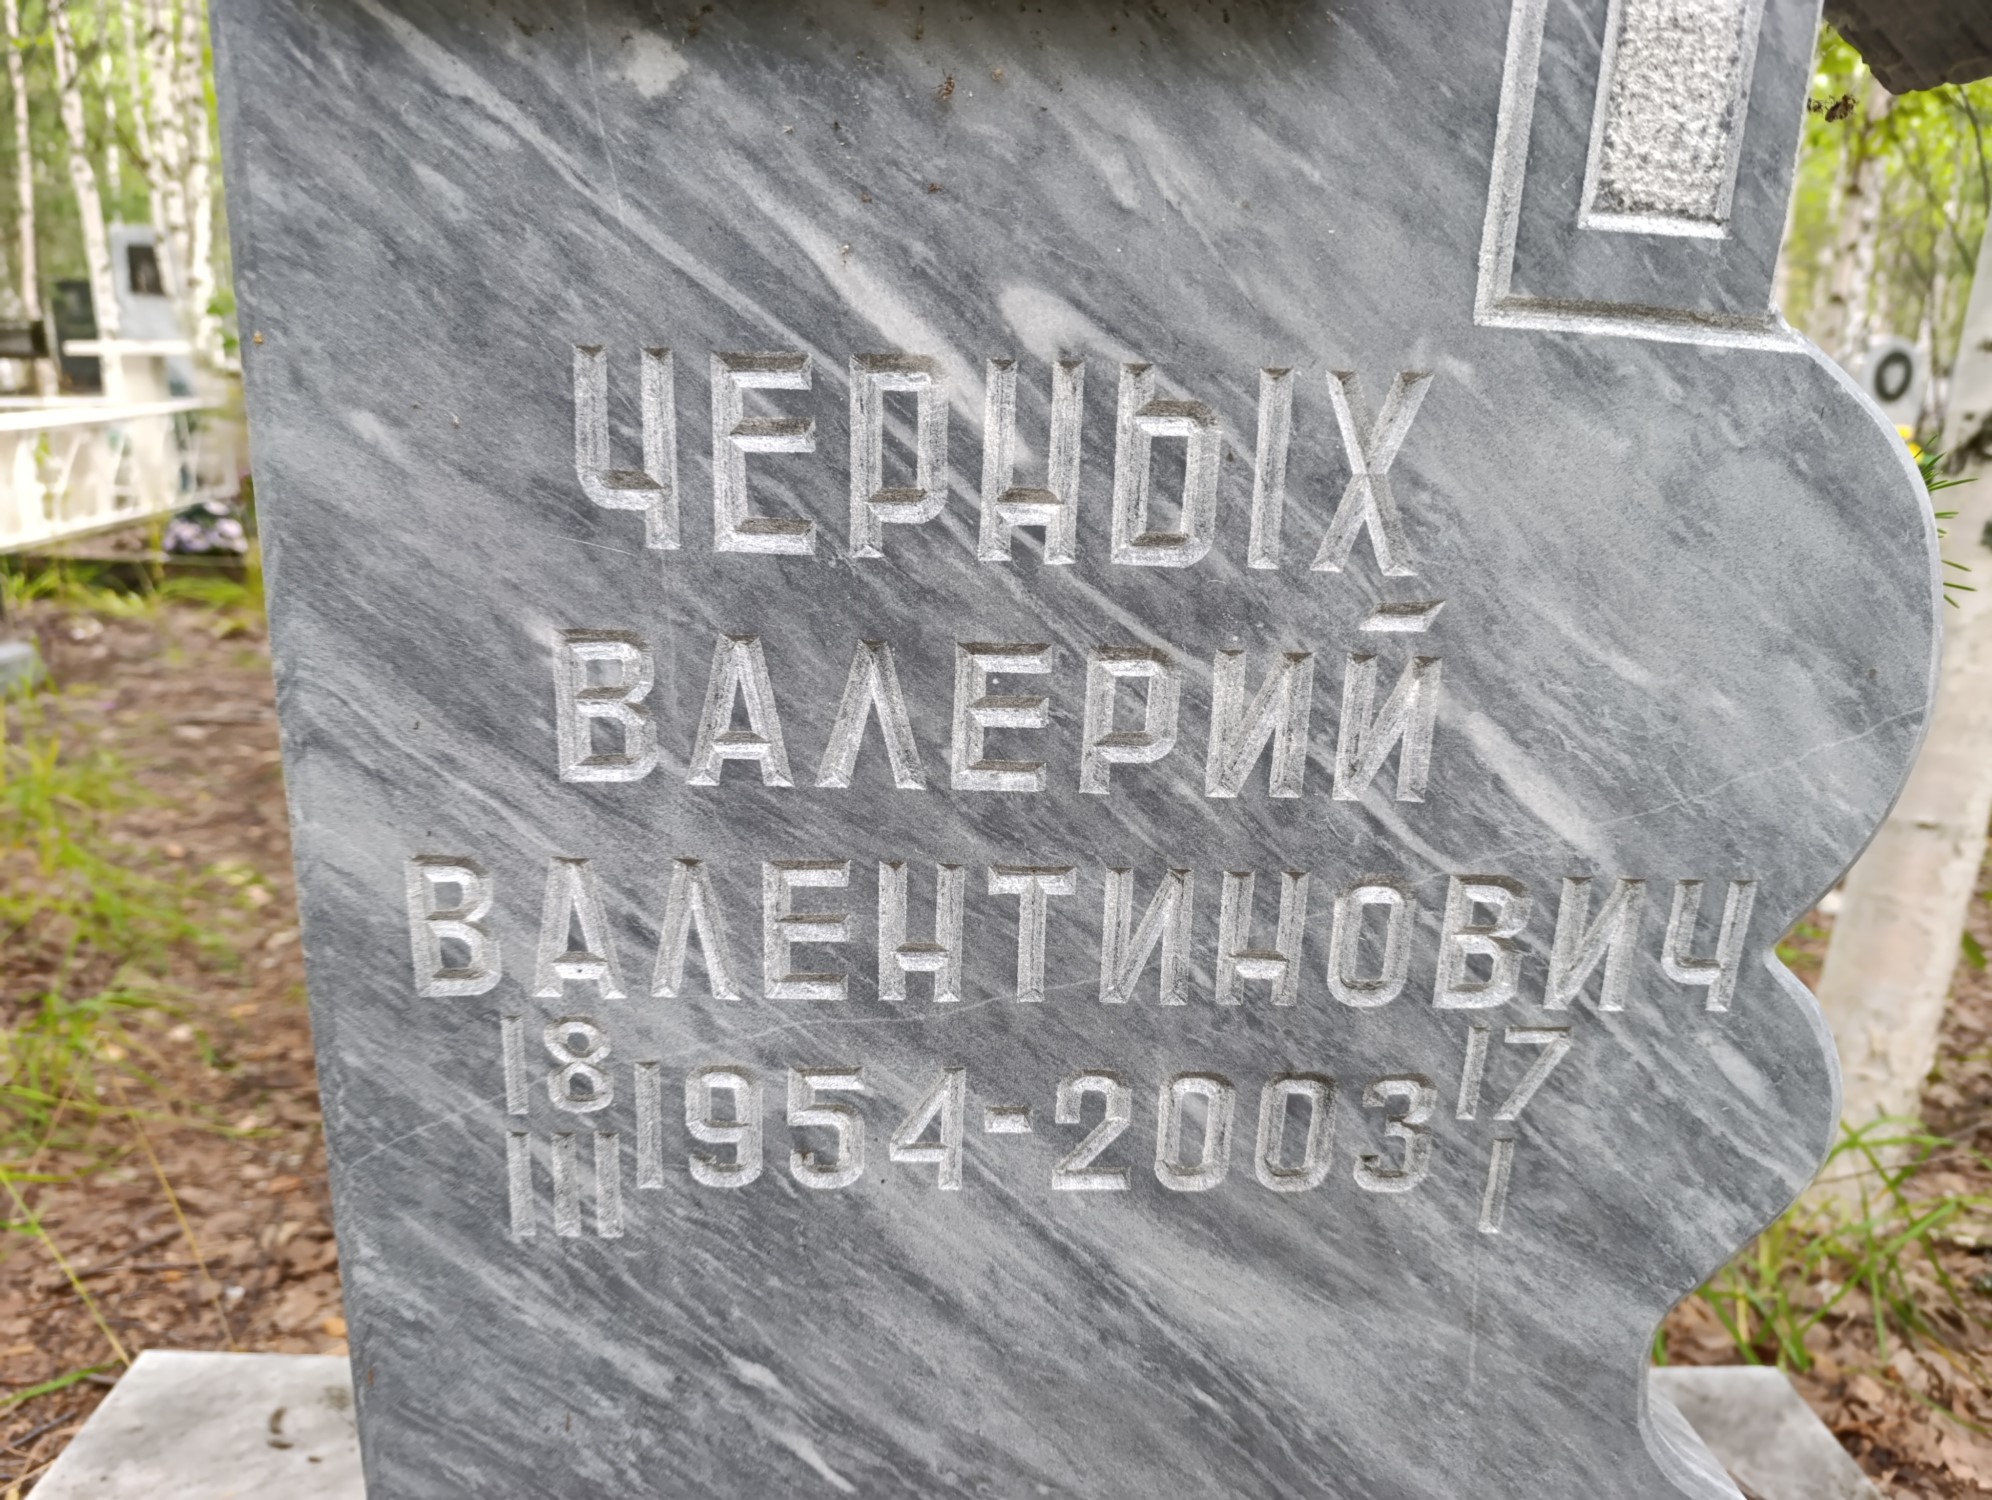 ЧЕРНЫХ
ВАЛЕРИЙ
ВАЛЕНТИНОВИЧ
18 III 1954-2003 17 I